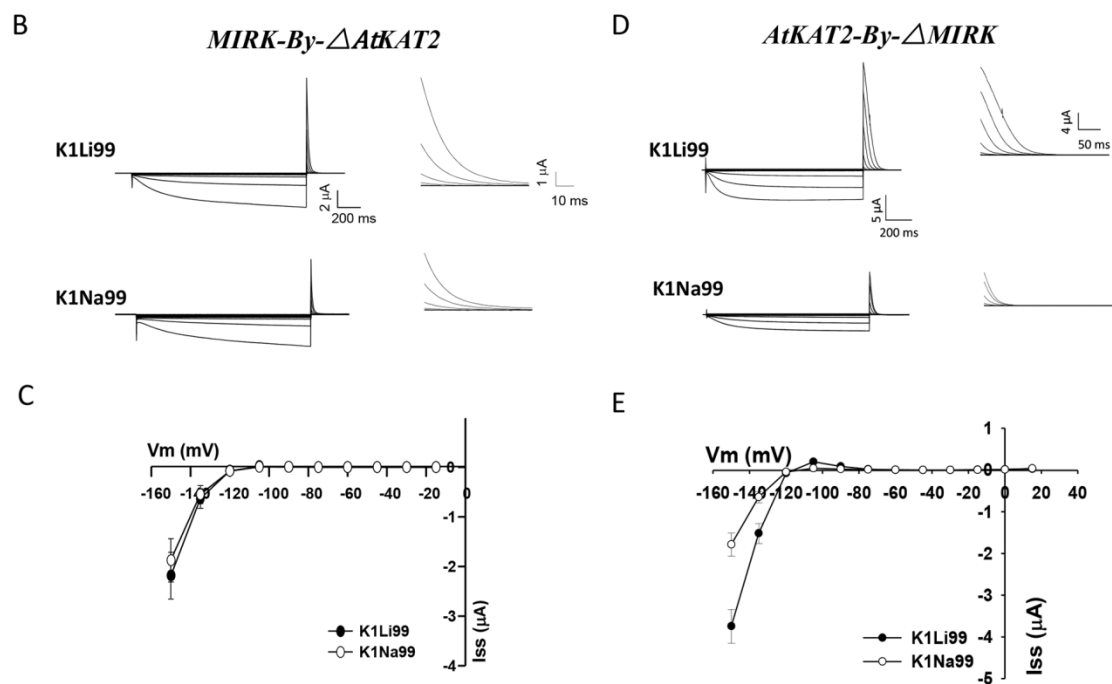 B
MIRK-By-△AtKAT2
K1Li99
2 µA
200 ms
1 µA
10 ms
K1Na99
D
AtKAT2-By-△MIRK
K1Li99
5 µA
200 ms
4 µA
50 ms
K1Na99
C
Vm (mV)
-160 -140 -120 -100 -80 -60 -40 -20 0
0
-1
-2
-3
-4
Iss (µA)
K1Li99
K1Na99
E
Vm (mV)
-160 -140 -120 -100 -80 -60 -40 -20 0 20 40
1
0
-1
-2
-3
-4
-5
Iss (µA)
K1Li99
K1Na99